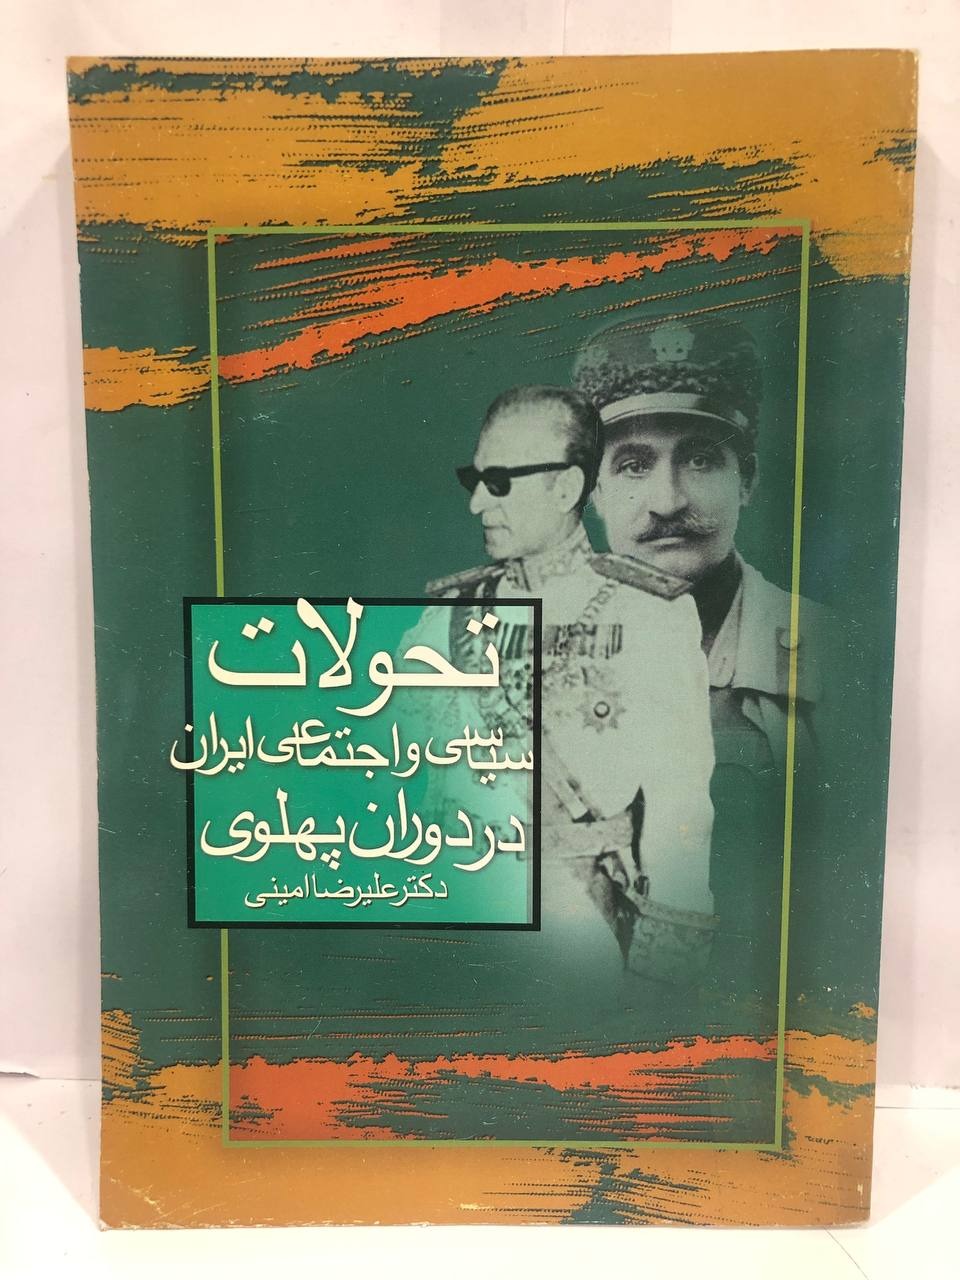 تحولات
سیاسی و اجتماعی ایران
در دوران پهلوی
دکتر علیرضا امینی